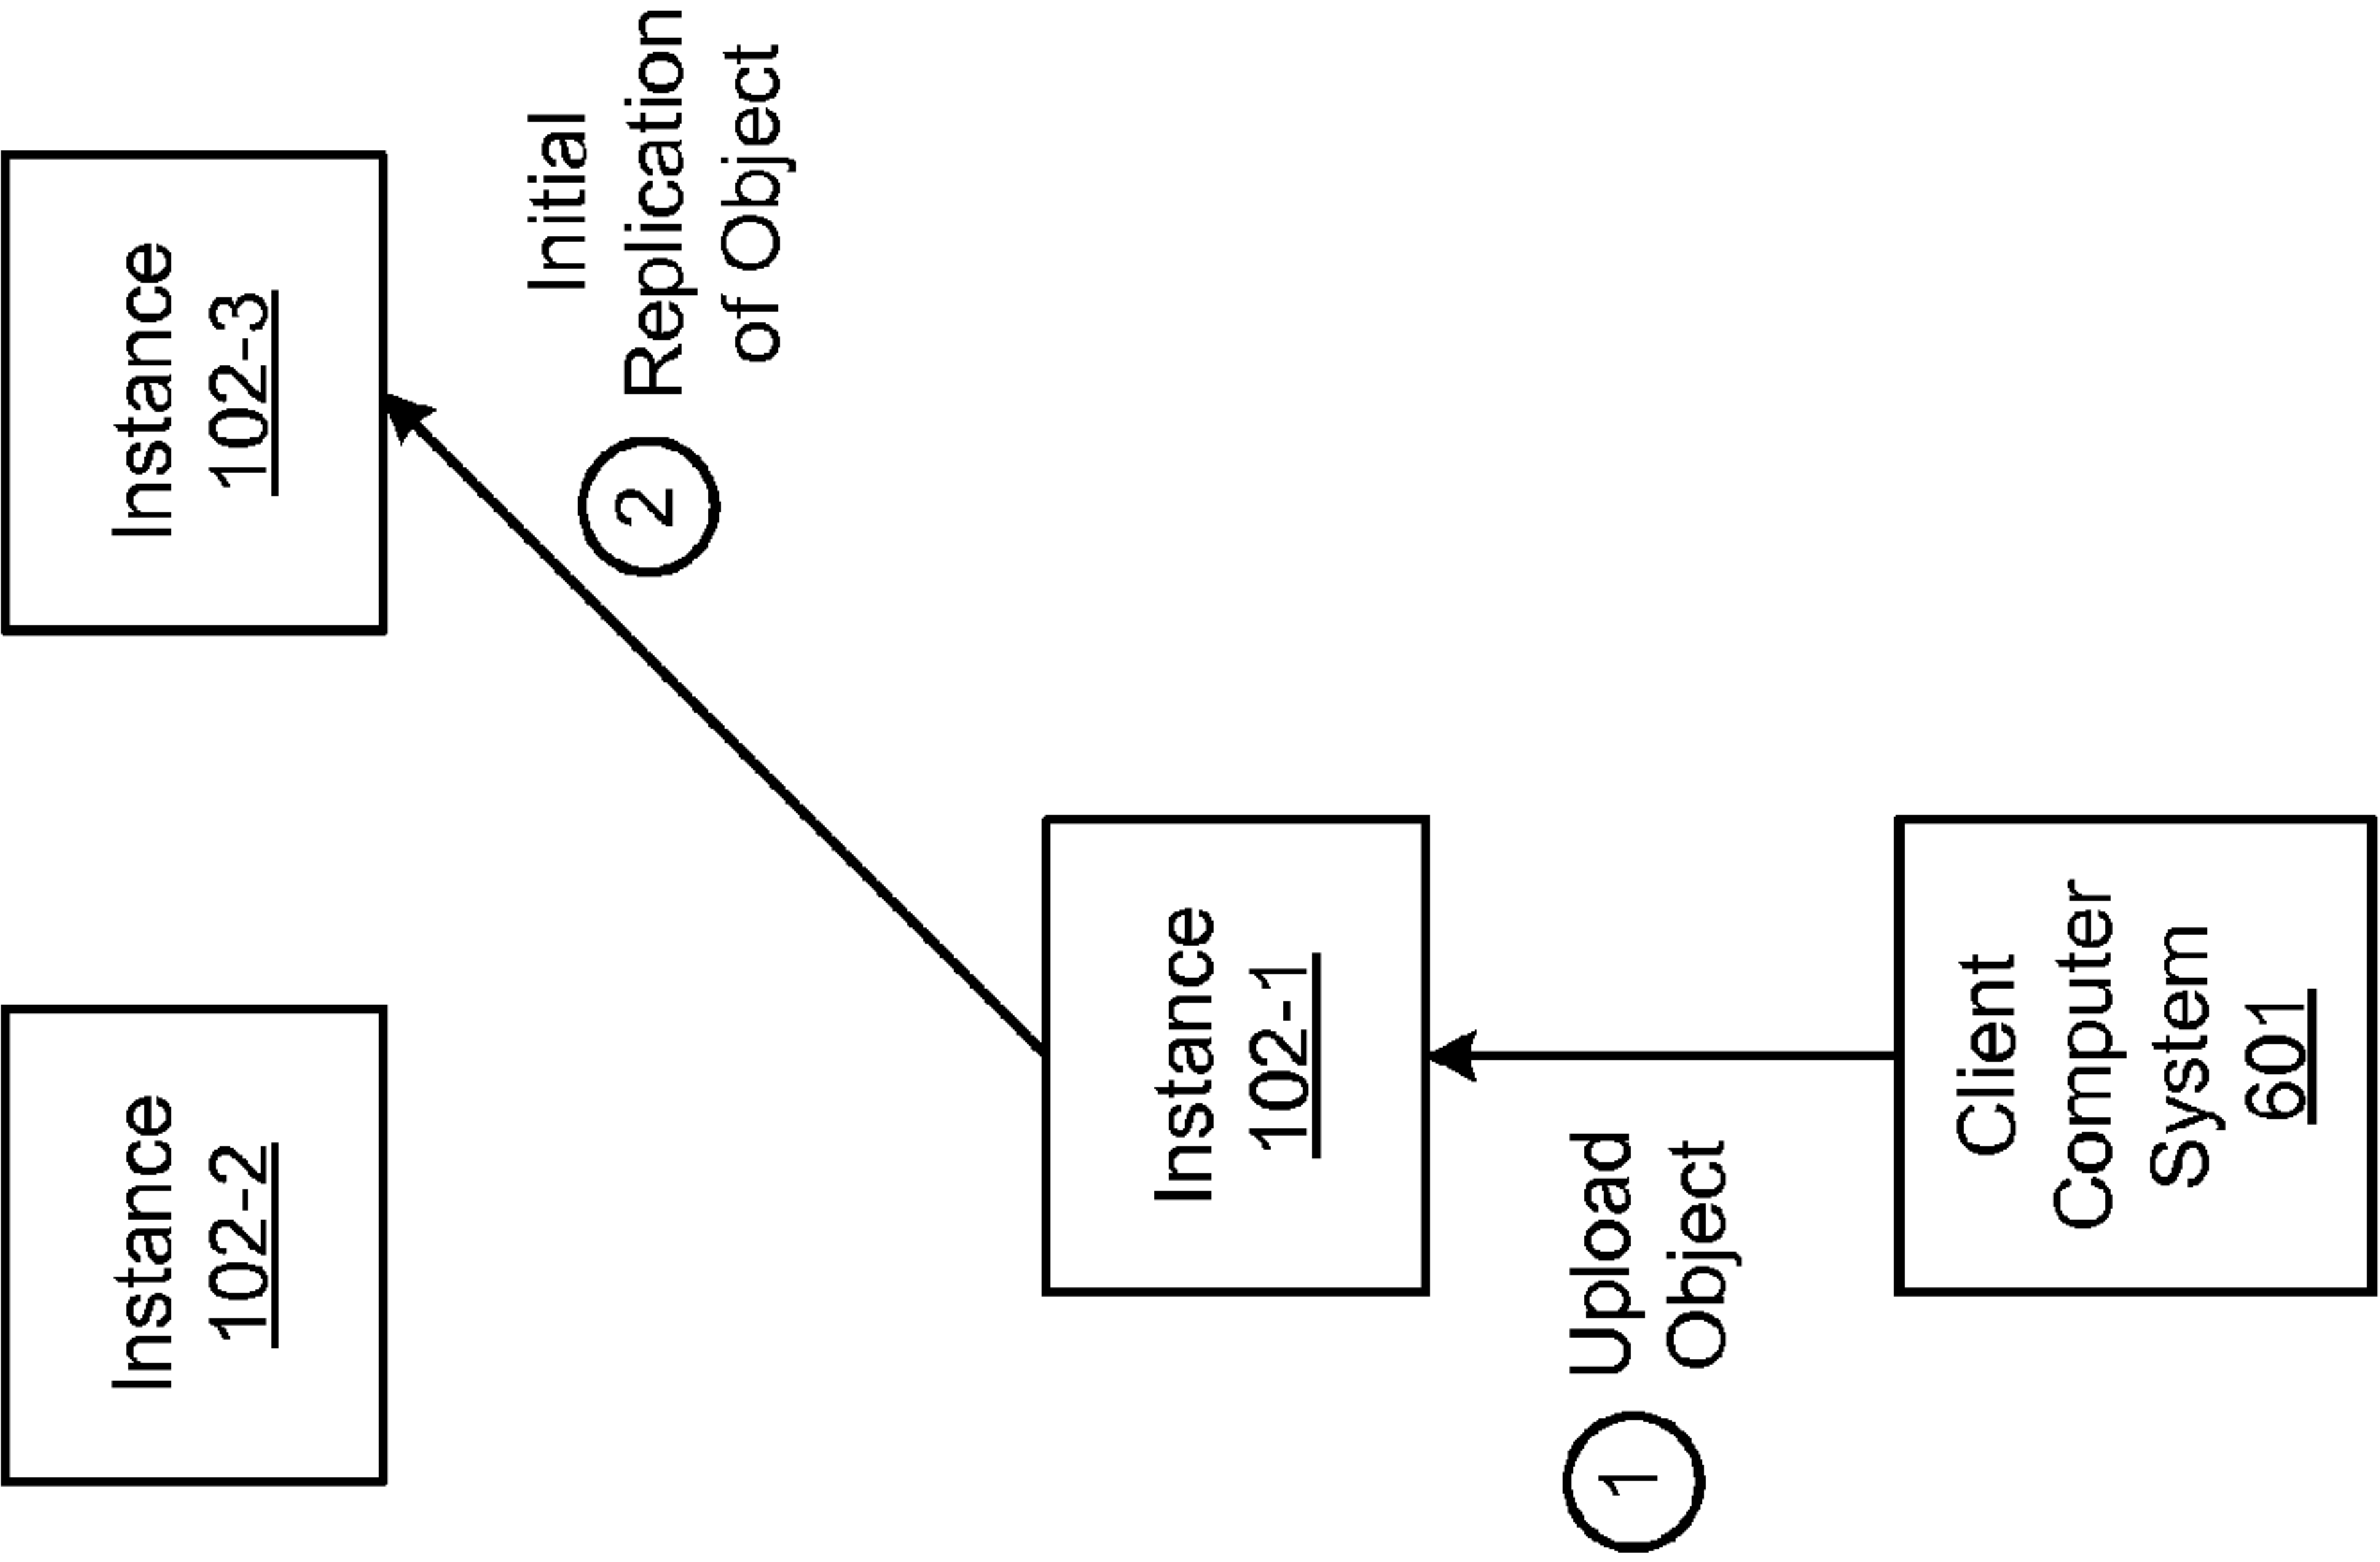 Instance
102-2
Instance
102-3
2
Initial
Replication
of Object
Instance
102-1
1
Upload
Object
Client
Computer
System
601